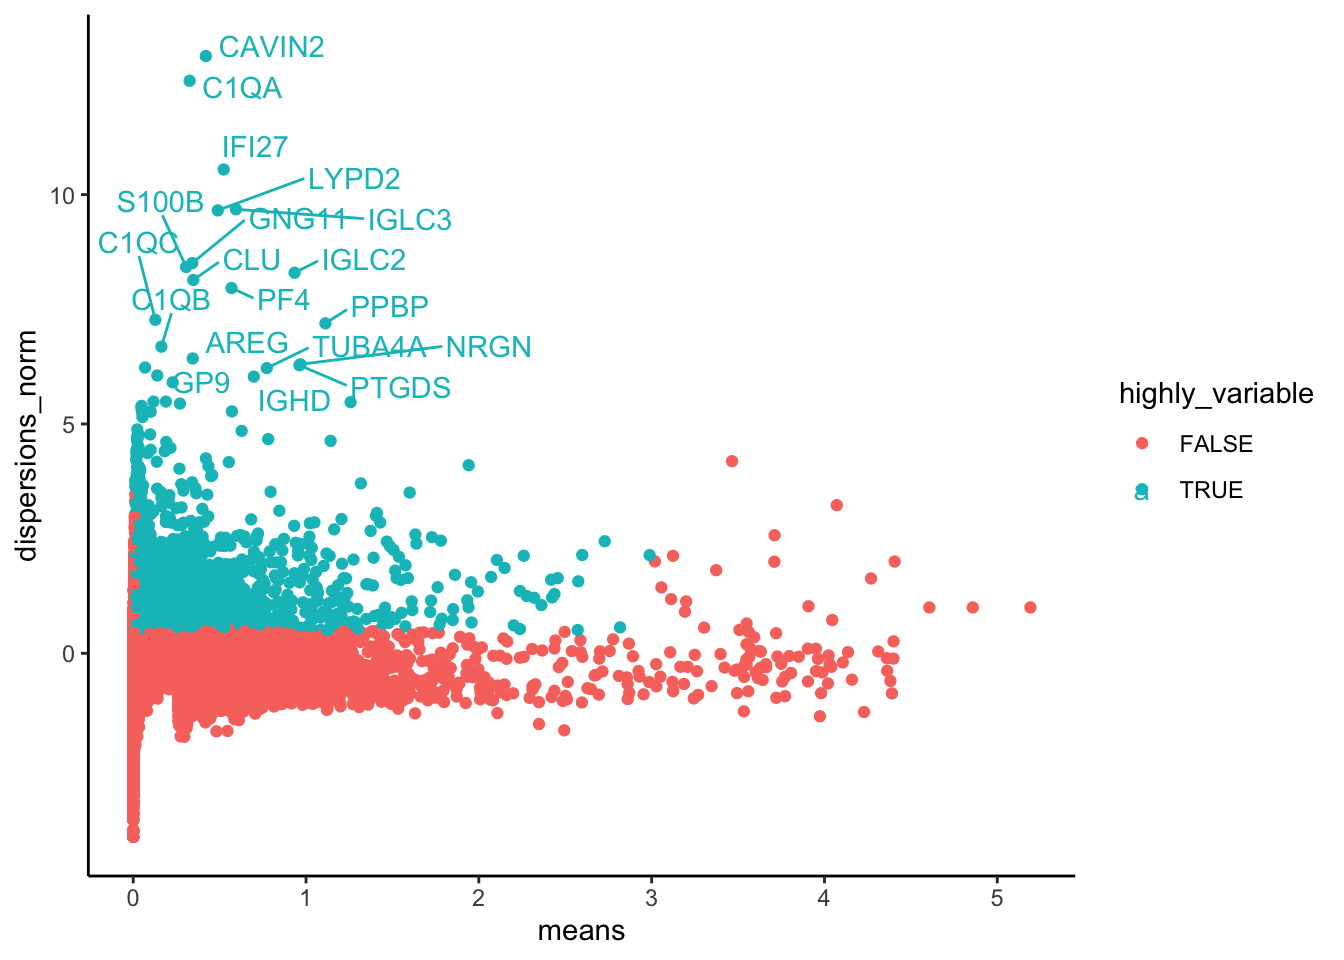 CAVIN2
C1QA
IFI27
LYPD2
S100B
GNG11
IGLC3
C1QC
CLU
IGLC2
C1QB
PF4
PPBP
AREG
TUBA4A
NRGN
GP9
PTGDS
IGHD
10
5
0
dispersions_norm
0
1
2
3
4
5
means
highly_variable
FALSE
a
TRUE